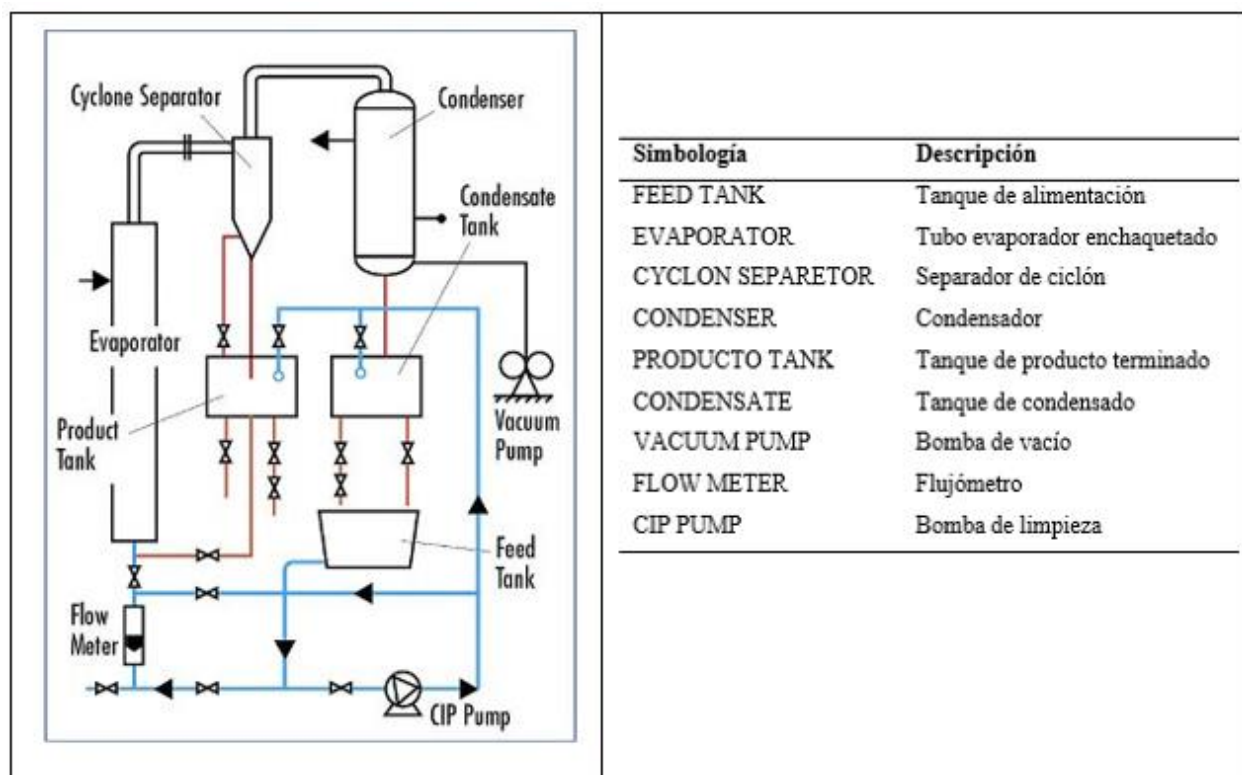 Cyclone Separator
Condenser
Condensate
Tank
Evaporator
Product
Tank
Vacuum
Pump
Feed
Tank
Flow
Meter
CIP Pump
Simbología Descripción
FEED TANK Tanque de alimentación
EVAPORATOR Tubo evaporador enchaquetado
CYCLON SEPARETOR Separador de ciclón
CONDENSER Condensador
PRODUCTO TANK Tanque de producto terminado
CONDENSATE Tanque de condensado
VACUUM PUMP Bomba de vacío
FLOW METER Flujómetro
CIP PUMP Bomba de limpieza